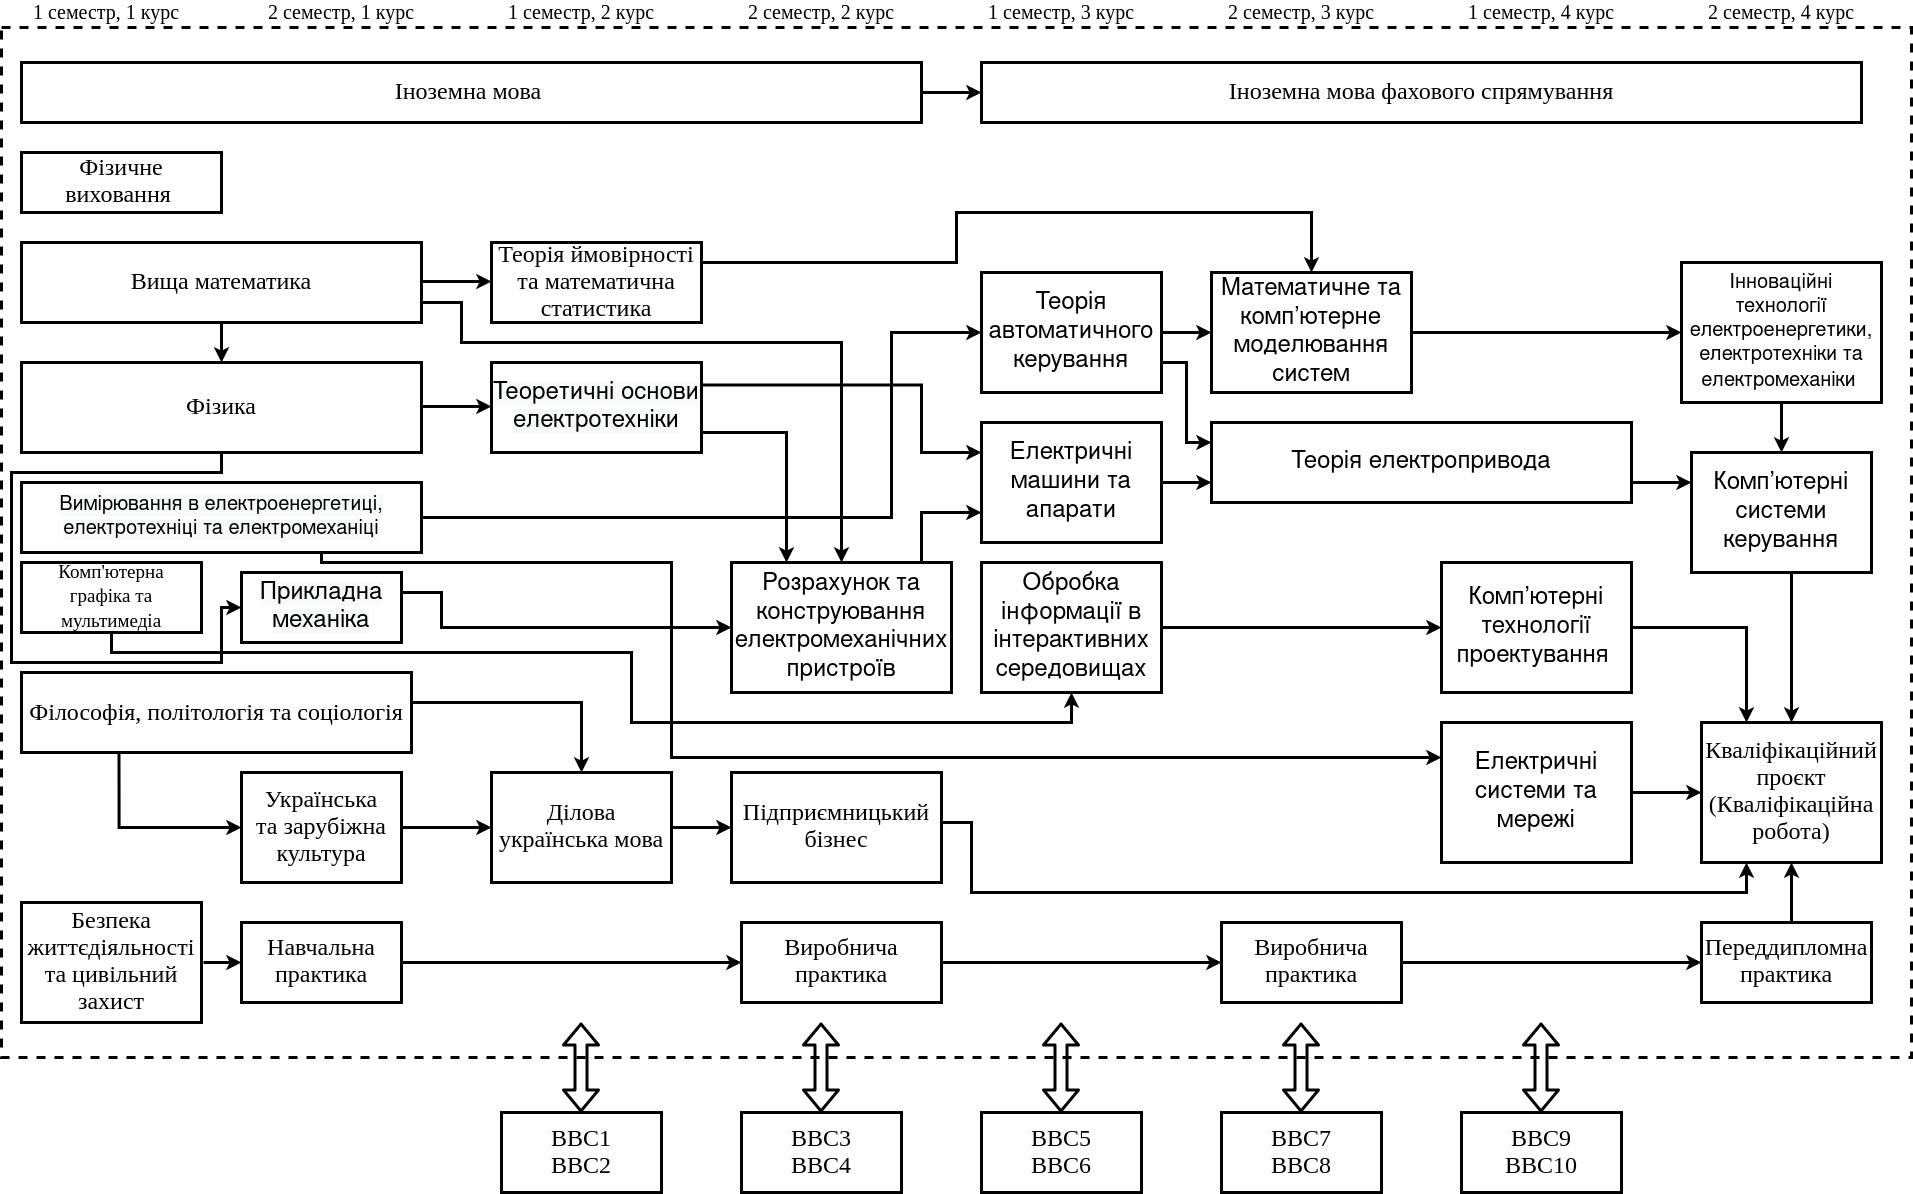 1 семестр, 1 курс
2 семестр, 1 курс
1 семестр, 2 курс
2 семестр, 2 курс
1 семестр, 3 курс
2 семестр, 3 курс
1 семестр, 4 курс
2 семестр, 4 курс
Іноземна мова
Іноземна мова фахового спрямування
Фізичне
виховання
Вища математика
Теорія ймовірності
та математична
статистика
Теорія
автоматичного
керування
Математичне та
комп’ютерне
моделювання
систем
Інноваційні
технології
електроенергетики,
електротехніки та
електромеханіки
Фізика
Теоретичні основи
електротехніки
Електричні
машини та
апарати
Теорія електропривода
Комп’ютерні
системи
керування
Вимірювання в електроенергетиці,
електротехніці та електромеханіці
Комп'ютерна
графіка та
мультимедіа
Прикладна
механіка
Розрахунок та
конструювання
електромеханічних
пристроїв
Обробка
інформації в
інтерактивних
середовищах
Комп’ютерні
технології
проектування
Філософія, політологія та соціологія
Українська
та зарубіжна
культура
Ділова
українська мова
Підприємницький
бізнес
Електричні
системи та
мережі
Кваліфікаційний
проєкт
(Кваліфікаційна
робота)
Безпека
життєдіяльності
та цивільний
захист
Навчальна
практика
Виробнича
практика
Виробнича
практика
Переддипломна
практика
ВВС1
ВВС2
ВВС3
ВВС4
ВВС5
ВВС6
ВВС7
ВВС8
ВВС9
ВВС10